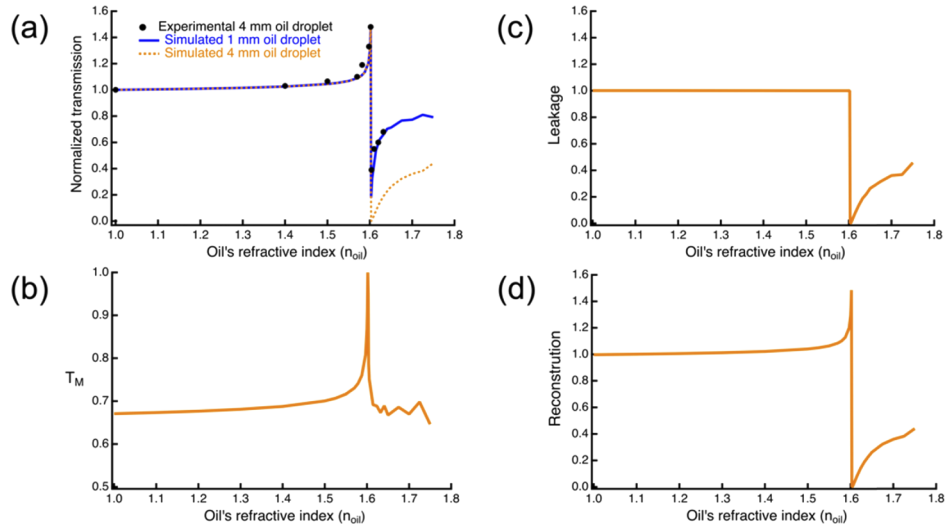 (a)
Normalized transmission
1.6
1.4
1.2
1.0
0.8
0.6
0.4
0.2
0.0
Experimental 4 mm oil droplet
Simulated 1 mm oil droplet
Simulated 4 mm oil droplet
1.0 1.1 1.2 1.3 1.4 1.5 1.6 1.7 1.8
Oil's refractive index (noil)
(c)
Leakage
1.4
1.2
1.0
0.8
0.6
0.4
0.2
0.0
1.0 1.1 1.2 1.3 1.4 1.5 1.6 1.7 1.8
Oil's refractive index (noil)
(b)
TM
1.0
0.9
0.8
0.7
0.6
0.5
1.0 1.1 1.2 1.3 1.4 1.5 1.6 1.7 1.8
Oil's refractive index (noil)
(d)
Reconstrution
1.6
1.4
1.2
1.0
0.8
0.6
0.4
0.2
0.0
1.0 1.1 1.2 1.3 1.4 1.5 1.6 1.7 1.8
Oil's refractive index (noil)